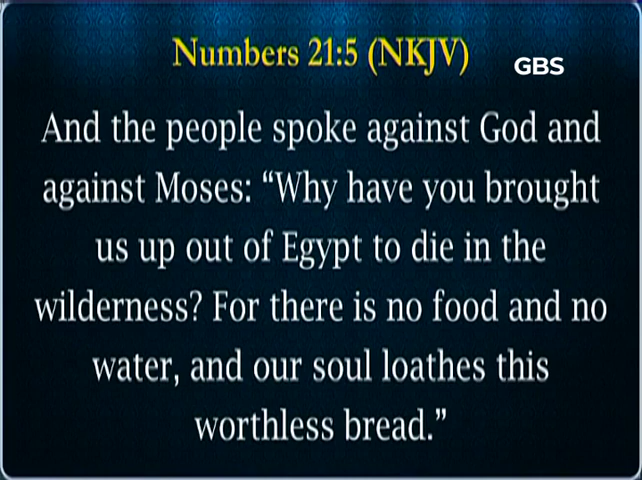 Numbers 21:5 (NKJV)
GBS
And the people spoke against God and
against Moses: “Why have you brought
us up out of Egypt to die in the
wilderness? For there is no food and no
water, and our soul loathes this
worthless bread.”